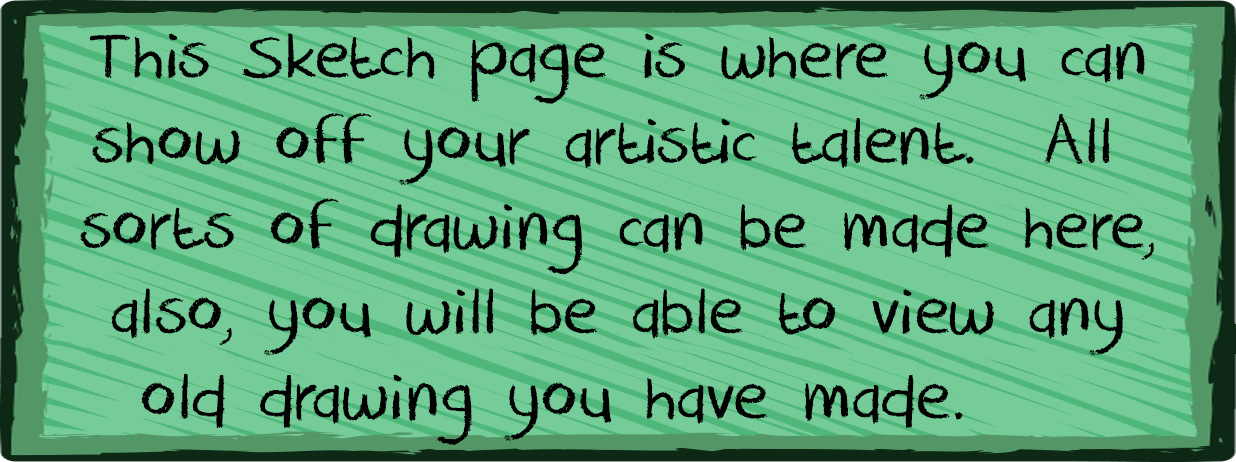 This Sketch page is where you can
show off your artistic talent. All
sorts of drawing can be made here,
also, you will be able to view any
old drawing you have made.